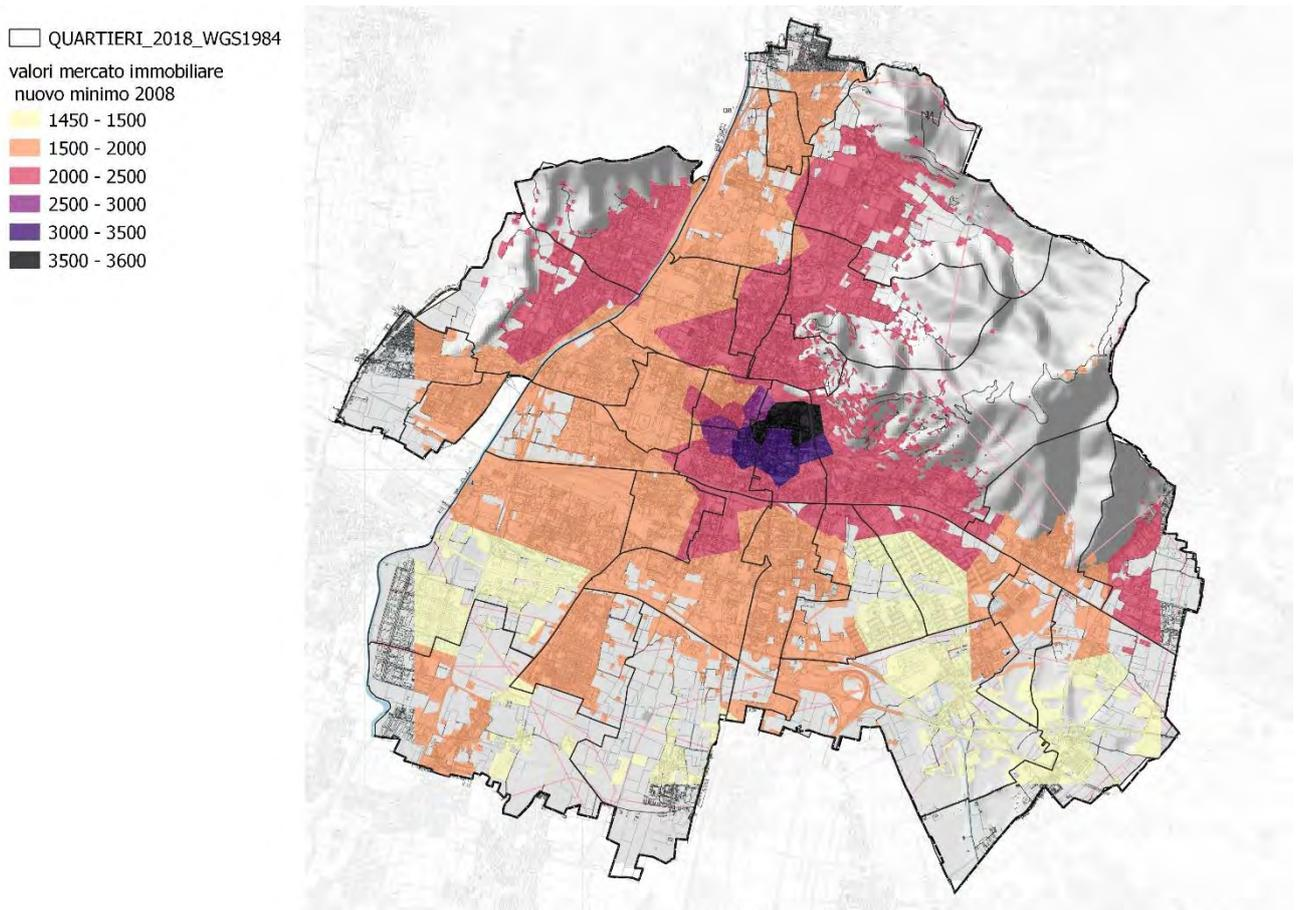 QUARTIERI_2018_WGS1984
valori mercato immobiliare
nuovo minimo 2008
1450 - 1500
1500 - 2000
2000 - 2500
2500 - 3000
3000 - 3500
3500 - 3600